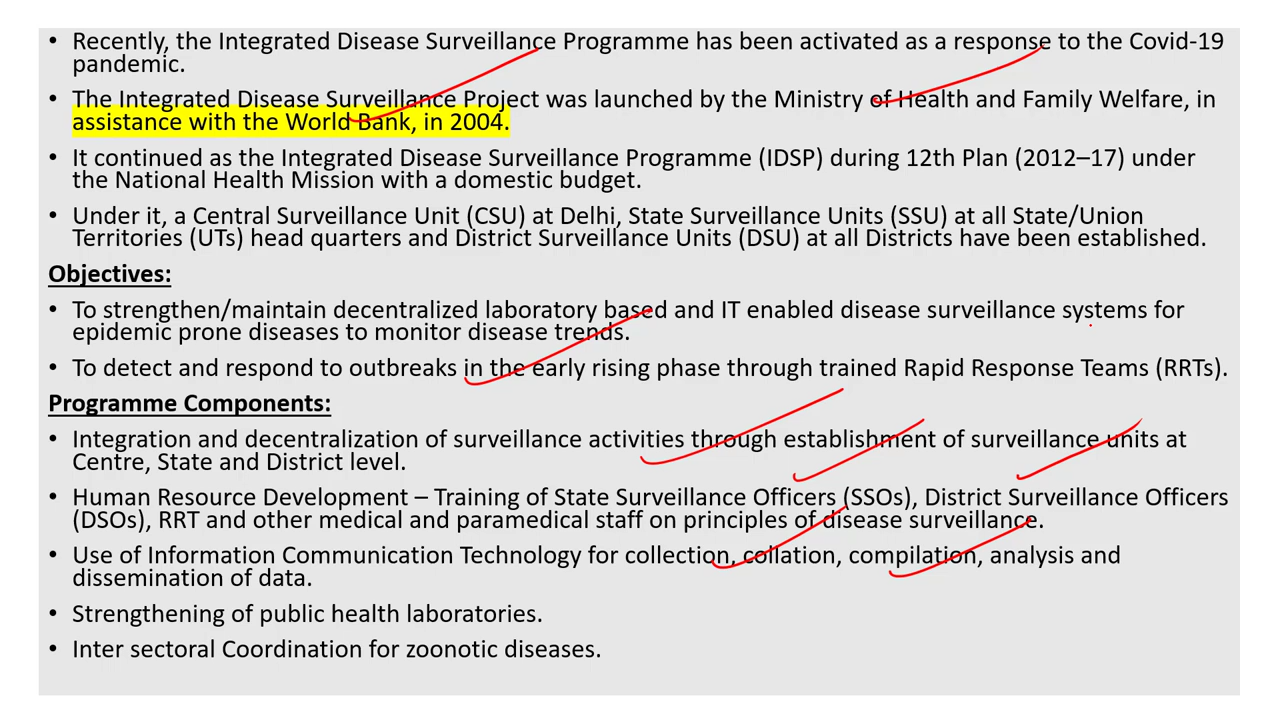 • Recently, the Integrated Disease Surveillance Programme has been activated as a response to the Covid-19
pandemic.
• The Integrated Disease Surveillance Project was launched by the Ministry of Health and Family Welfare, in
assistance with the World Bank, in 2004.
• It continued as the Integrated Disease Surveillance Programme (IDSP) during 12th Plan (2012–17) under
the National Health Mission with a domestic budget.
• Under it, a Central Surveillance Unit (CSU) at Delhi, State Surveillance Units (SSU) at all State/Union
Territories (UTs) head quarters and District Surveillance Units (DSU) at all Districts have been established.
Objectives:
• To strengthen/maintain decentralized laboratory based and IT enabled disease surveillance systems for
epidemic prone diseases to monitor disease trends.
• To detect and respond to outbreaks in the early rising phase through trained Rapid Response Teams (RRTs).
Programme Components:
• Integration and decentralization of surveillance activities through establishment of surveillance units at
Centre, State and District level.
• Human Resource Development – Training of State Surveillance Officers (SSOs), District Surveillance Officers
(DSOs), RRT and other medical and paramedical staff on principles of disease surveillance.
• Use of Information Communication Technology for collection, collation, compilation, analysis and
dissemination of data.
• Strengthening of public health laboratories.
• Inter sectoral Coordination for zoonotic diseases.